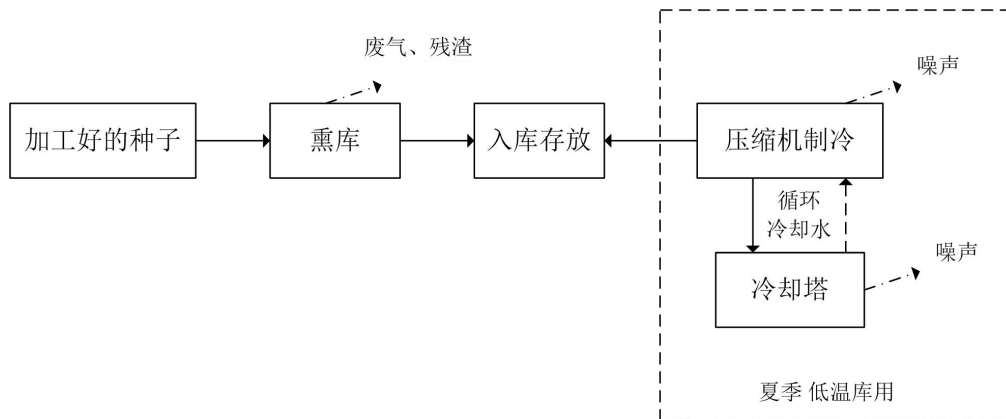 废气、残渣
噪声
加工好的种子
熏库
入库存放
压缩机制冷
循环
冷却水
噪声
冷却塔
夏季 低温库用